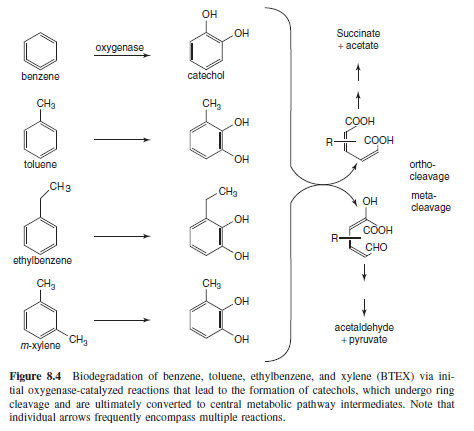 OH
OH
oxygenase
benzene
catechol
CH3
CH3
OH
OH
toluene
CH3
CH3
OH
OH
ethylbenzene
CH3
CH3
OH
OH
CH3
m-xylene
Succinate
+ acetate
COOH
R
COOH
ortho-
cleavage
meta-
cleavage
OH
COOH
R
CHO
acetaldehyde
+ pyruvate
Figure 8.4 Biodegradation of benzene, toluene, ethylbenzene, and xylene (BTEX) via ini-
tial oxygenase-catalyzed reactions that lead to the formation of catechols, which undergo ring
cleavage and are ultimately converted to central metabolic pathway intermediates. Note that
individual arrows frequently encompass multiple reactions.